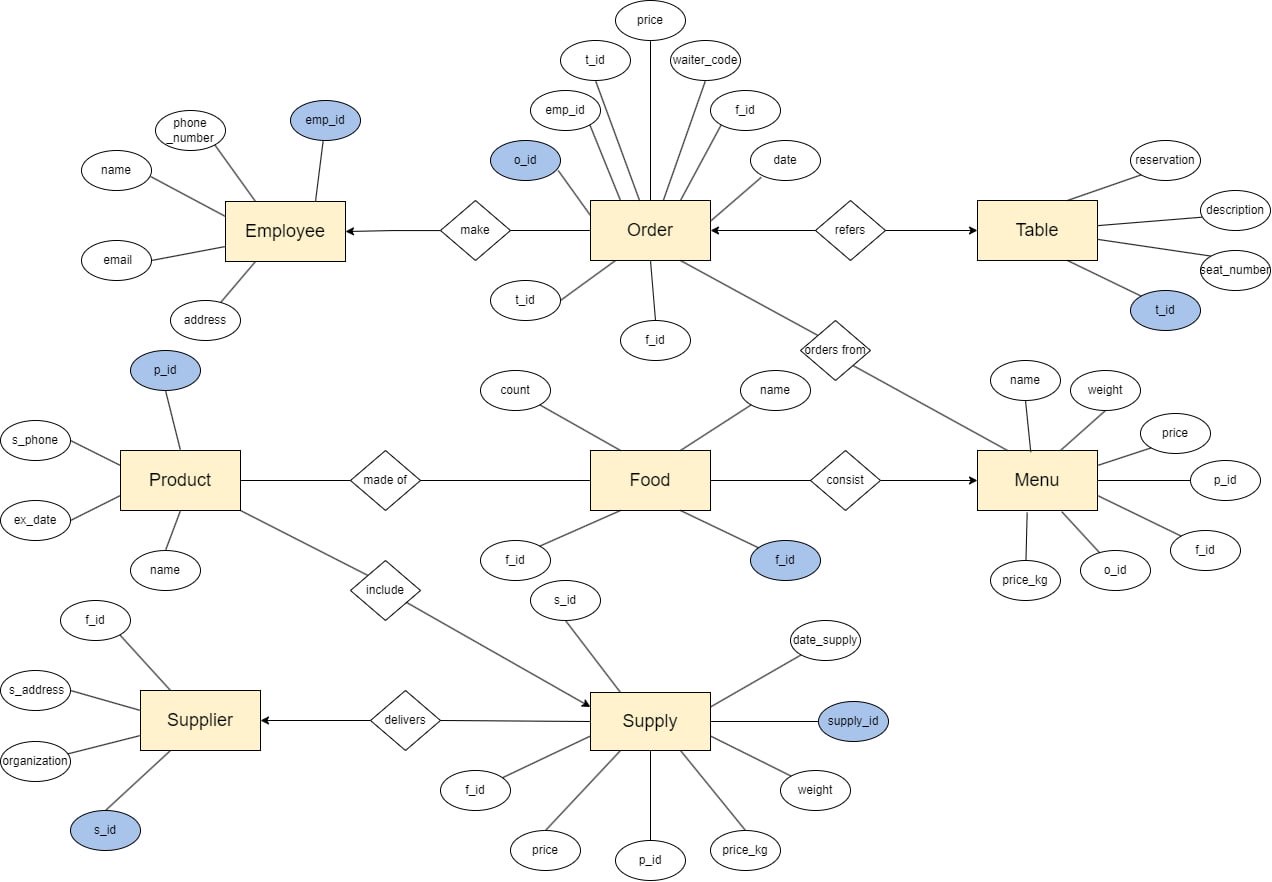 price
t_id
waiter_code
emp_id
f_id
phone
_number
emp_id
o_id
date
reservation
name
description
Employee
make
Order
refers
Table
email
seat_number
t_id
t_id
address
f_id
orders from
p_id
count
name
name
weight
s_phone
price
Product
made of
Food
consist
Menu
p_id
ex_date
f_id
f_id
f_id
name
price_kg
o_id
include
s_id
f_id
date_supply
s_address
Supplier
delivers
Supply
supply_id
organization
f_id
weight
s_id
price
p_id
price_kg